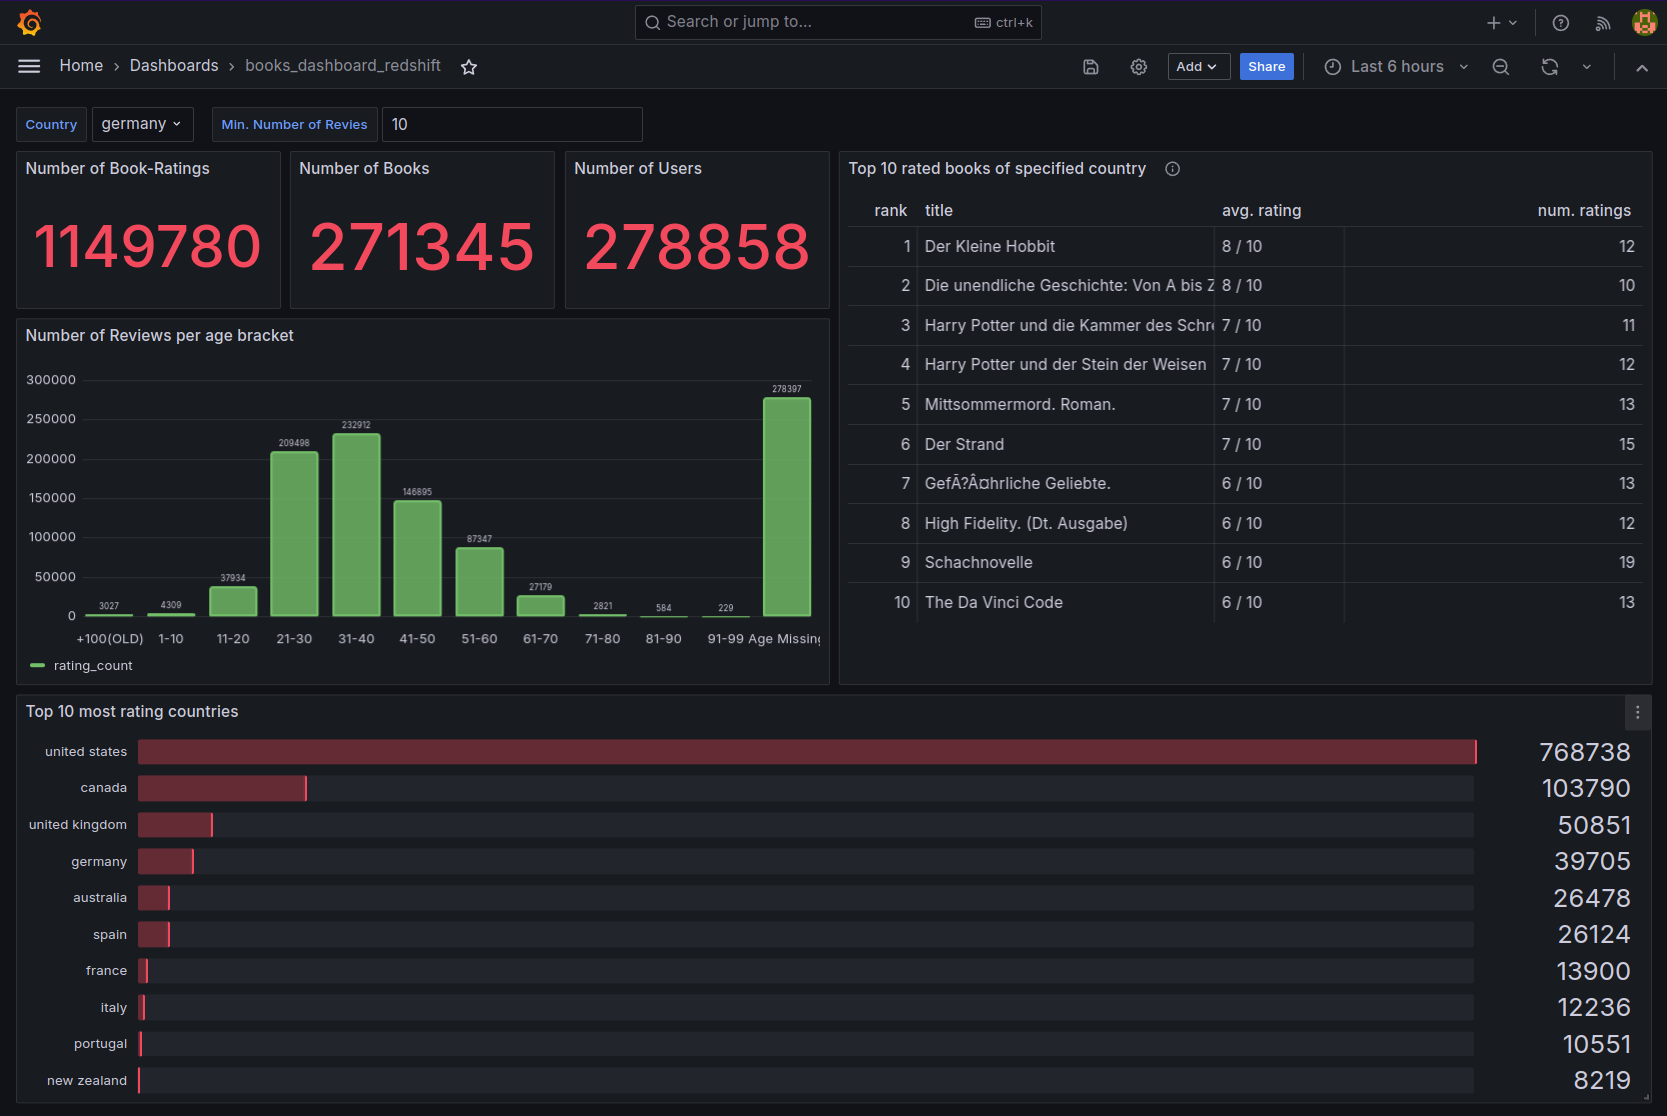 Search or jump to... ctrl+k
Home › Dashboards › books_dashboard_redshift
Add
Share
Last 6 hours
Country germany Min. Number of Revies 10
Number of Book-Ratings
1149780
Number of Books
271345
Number of Users
278858
Top 10 rated books of specified country
rank title avg. rating num. ratings
1 Der Kleine Hobbit 8 / 10 12
2 Die unendliche Geschichte: Von A bis Z 8 / 10 10
3 Harry Potter und die Kammer des Schre 7 / 10 11
4 Harry Potter und der Stein der Weisen 7 / 10 12
5 Mittsommermord. Roman. 7 / 10 13
6 Der Strand 7 / 10 15
7 GefÃ?Â¤hrliche Geliebte. 6 / 10 13
8 High Fidelity. (Dt. Ausgabe) 6 / 10 12
9 Schachnovelle 6 / 10 19
10 The Da Vinci Code 6 / 10 13
Number of Reviews per age bracket
300000
250000
200000
150000
100000
50000
0
3027 4309 37934 209498 232912 146895 87347 27179 2821 584 229 278397
+100(OLD) 1-10 11-20 21-30 31-40 41-50 51-60 61-70 71-80 81-90 91-99 Age Missing
rating_count
Top 10 most rating countries
united states 768738
canada 103790
united kingdom 50851
germany 39705
australia 26478
spain 26124
france 13900
italy 12236
portugal 10551
new zealand 8219